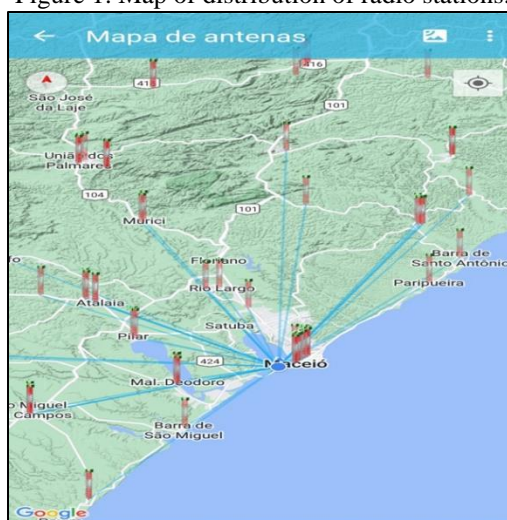 Figure 1. Map of distribution of radio stations.
Mapa de antenas
416
41
São José
da Laje
101
União dos
Palmares
104
101
Murici
Floriano
Barra de
Santo Antônio
Rio Largo
Paripueira
Atalaia
Satuba
Pilar
424
Maceió
Mal. Deodoro
Miguel
Campos
Barra de
São Miguel
Google